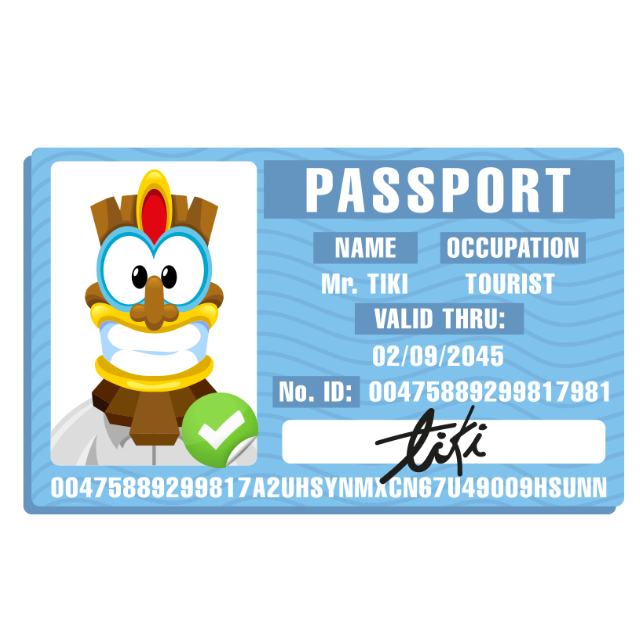 PASSPORT
NAME OCCUPATION
Mr. TIKI TOURIST
VALID THRU:
02/09/2045
No. ID: 00475889299817981
tiki
00475889299817A2UHSYNMXCN67U49009HSUNN